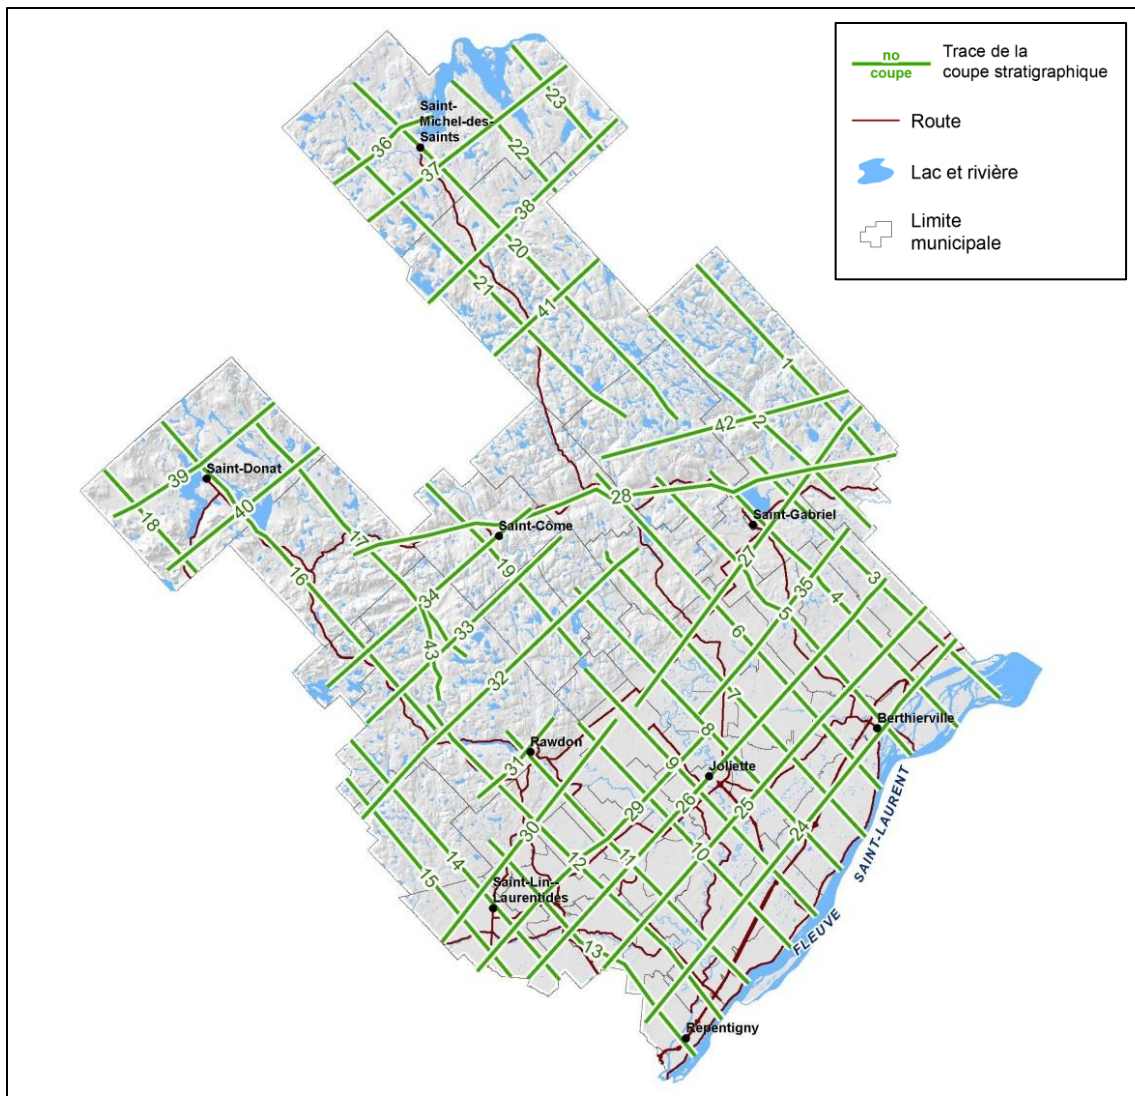 no
coupe
Trace de la
coupe stratigraphique
Route
Lac et rivière
Limite
municipale
23
Saint-
Michel-des-
Saints
36
22
37
38
20
21
41
1
42
2
39
Saint-Donat
28
18
40
Saint-Gabriel
Saint-Côme
17
27
19
16
3
35
34
4
5
33
6
43
32
7
Berthierville
8
Rawdon
9
31
Joliette
26
25
29
24
30
10
12
11
14
15
Saint-Lin--
Laurentides
SAINT-LAURENT
FLEUVE
13
Repentigny